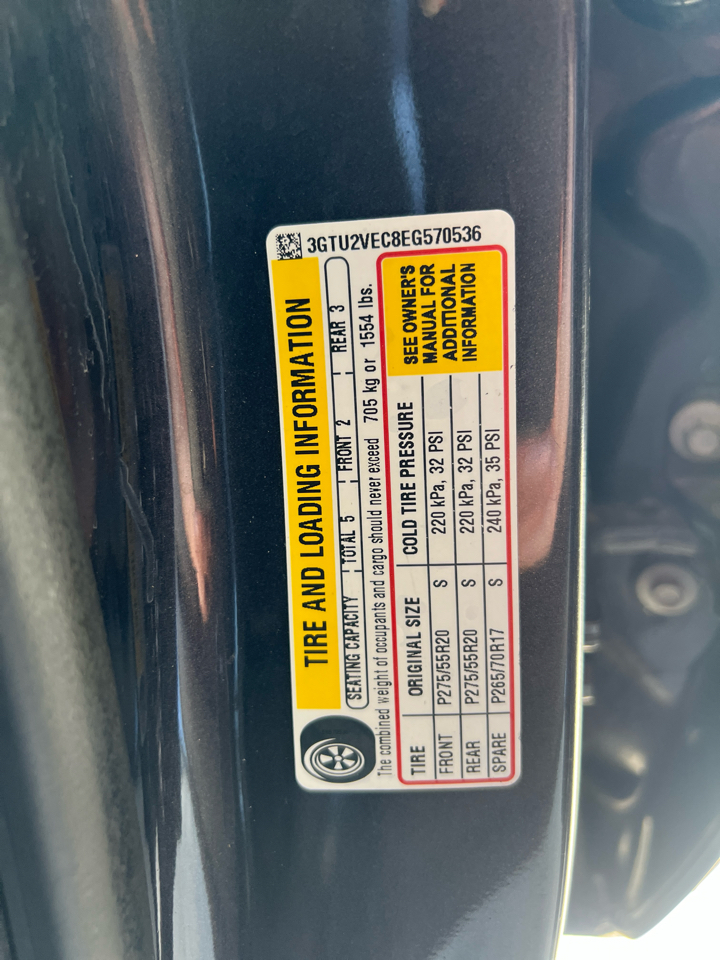 3GTU2VEC8EG570536
TIRE AND LOADING INFORMATION
SEATING CAPACITY TOTAL 5 FRONT 2 REAR 3
The combined weight of occupants and cargo should never exceed 705 kg or 1554 lbs.
TIRE ORIGINAL SIZE COLD TIRE PRESSURE
FRONT P275/55R20 S 220 kPa, 32 PSI
REAR P275/55R20 S 220 kPa, 32 PSI
SPARE P265/70R17 S 240 kPa, 35 PSI
SEE OWNER'S
MANUAL FOR
ADDITIONAL
INFORMATION